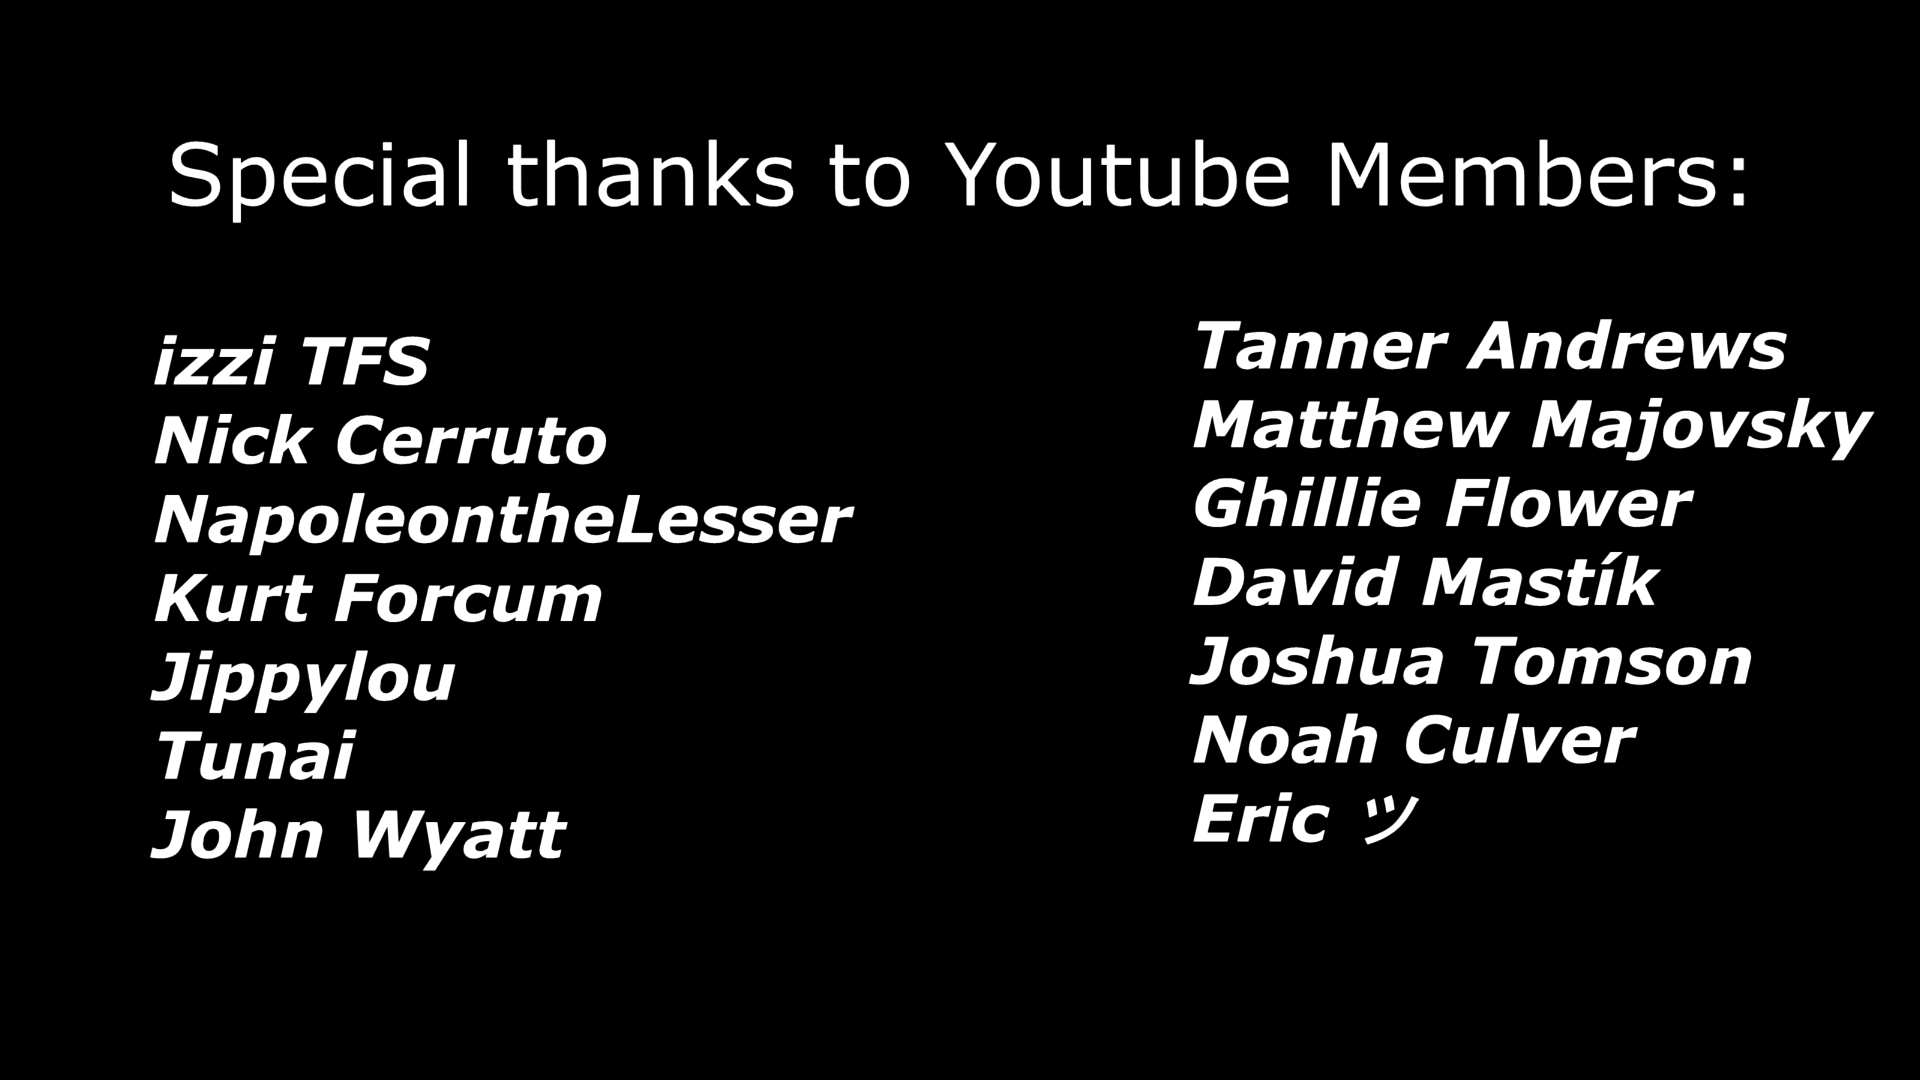 Special thanks to Youtube Members:
izzi TFS
Nick Cerruto
NapoleontheLesser
Kurt Forcum
Jippylou
Tunai
John Wyatt
Tanner Andrews
Matthew Majovsky
Ghillie Flower
David Mastík
Joshua Tomson
Noah Culver
Eric ツ